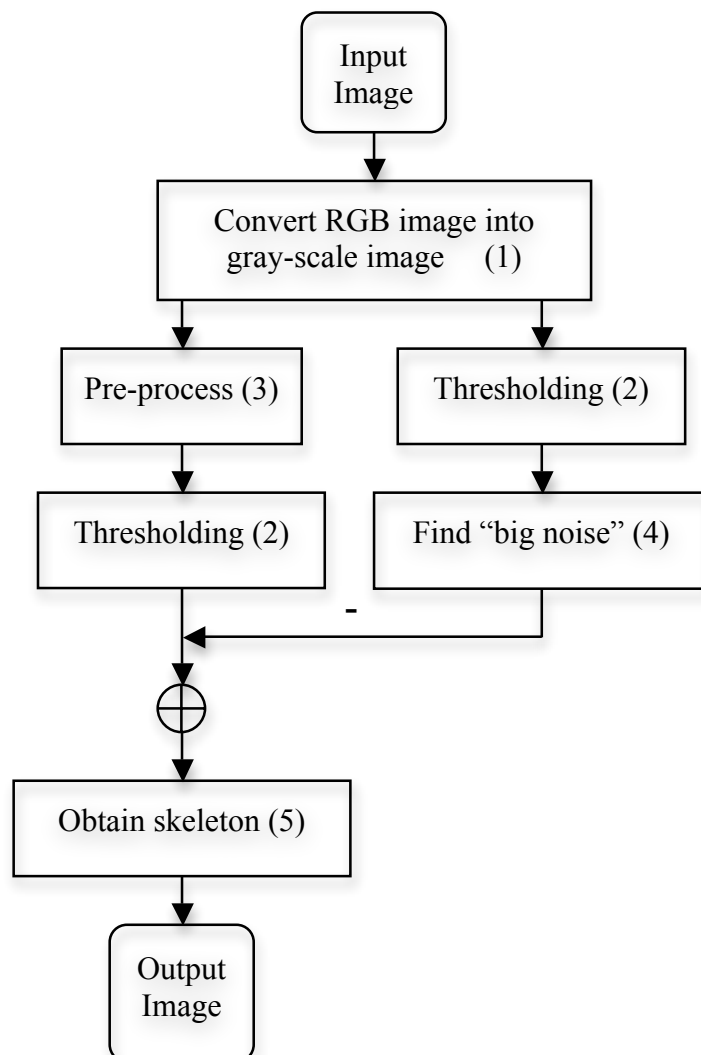 Input
Image
Convert RGB image into
gray-scale image (1)
Pre-process (3)
Thresholding (2)
Thresholding (2)
Find “big noise” (4)
-
Obtain skeleton (5)
Output
Image